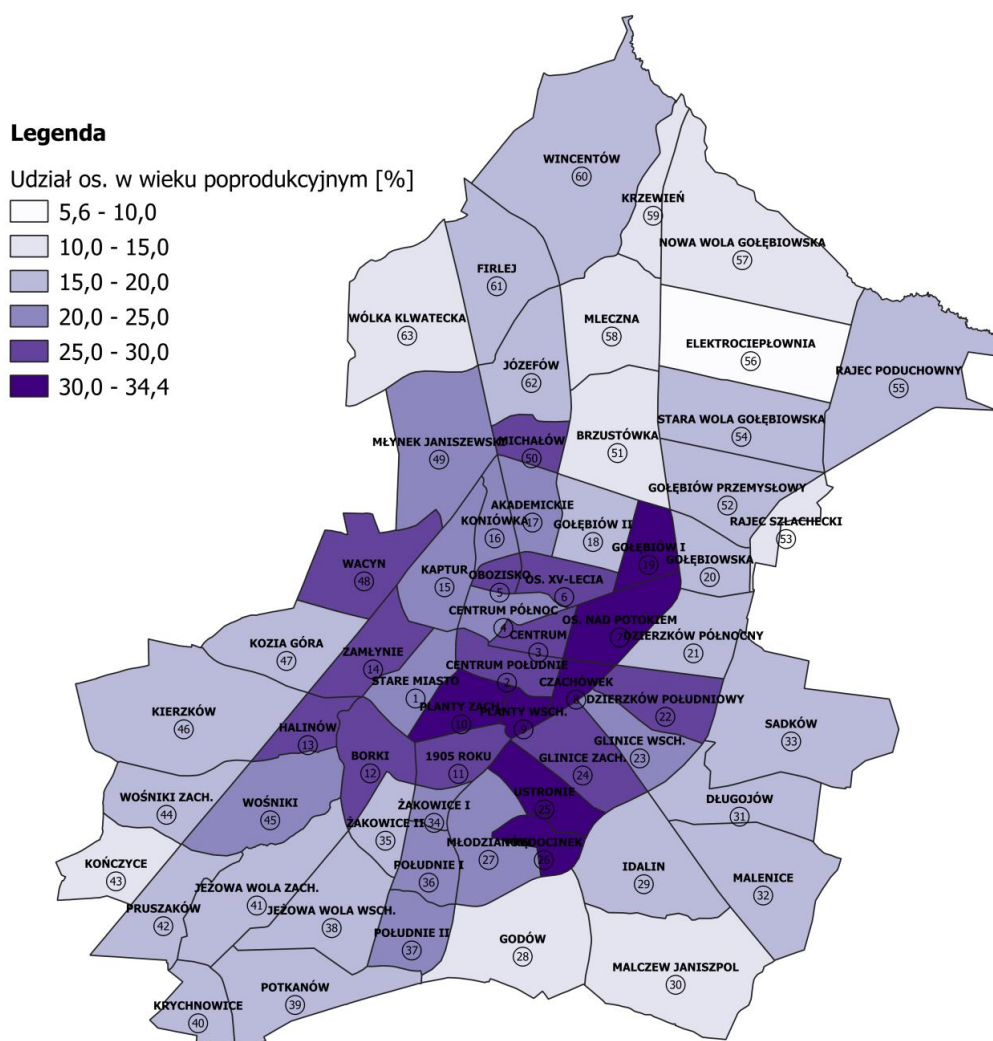 Legenda
Udział os. w wieku poprodukcyjnym [%]
5,6 - 10,0
10,0 - 15,0
15,0 - 20,0
20,0 - 25,0
25,0 - 30,0
30,0 - 34,4
WINCENTÓW
60
KRZEWIEŃ
59
NOWA WOLA GOŁĘBIOWSKA
57
FIRLEJ
61
WÓLKA KLWATECKA
63
MLECZNA
58
ELEKTROCIEPŁOWNIA
56
JÓZEFÓW
62
RAJEC PODUCHOWNY
55
STARA WOLA GOŁĘBIOWSKA
54
MŁYNEK JANISZEWSKI
49
MICHAŁÓW
50
BRZUSTÓWKA
51
GOŁĘBIÓW PRZEMYSŁOWY
52
AKADEMICKIE
17
KONIÓWKA
16
GOŁĘBIÓW II
18
RAJEC SZLACHECKI
53
GOŁĘBIÓW I
19
GOŁĘBIOWSKA
20
WACYN
48
KAPTUR
15
OBOZISKO
5
OS. XV-LECIA
6
CENTRUM PÓŁNOC
4
OS. NAD POTOKIEM
7
DZIERZKÓW PÓŁNOCNY
21
CENTRUM
3
KOZIA GÓRA
47
ZAMŁYNIE
14
CENTRUM POŁUDNIE
2
STARE MIASTO
1
CZACHÓWEK
8
DZIERZKÓW POŁUDNIOWY
22
KIERZKÓW
46
PLANTY ZACH.
10
PLANTY WSCH.
9
SADKÓW
33
HALINÓW
13
BORKI
12
1905 ROKU
11
GLINICE WSCH.
23
GLINICE ZACH.
24
WOŚNIKI ZACH.
44
WOŚNIKI
45
USTRONIE
25
DŁUGOJÓW
31
ŻAKOWICE I
34
ŻAKOWICE II
35
MŁODZIANÓW
27
26
KOŃCZYCE
43
POŁUDNIE I
36
IDALIN
29
MALENICE
32
JEŻOWA WOLA ZACH.
41
PRUSZAKÓW
42
JEŻOWA WOLA WSCH.
38
POŁUDNIE II
37
GODÓW
28
MALCZEW JANISZPOL
30
POTKANÓW
39
KRYCHNOWICE
40